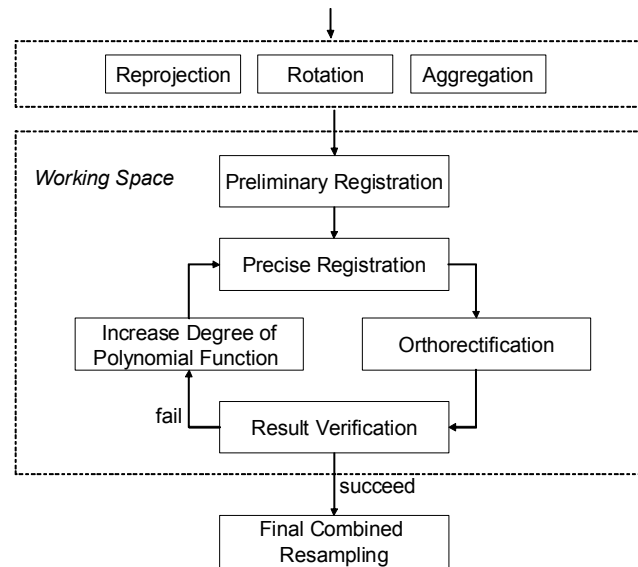 Reprojection
Rotation
Aggregation
Working Space
Preliminary Registration
Precise Registration
Increase Degree of
Polynomial Function
Orthorectification
fail
Result Verification
succeed
Final Combined
Resampling